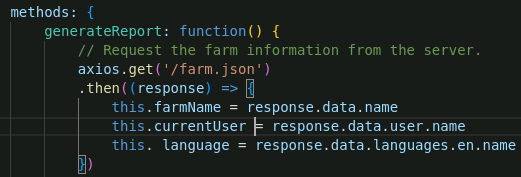 methods: {
generateReport: function() {
// Request the farm information from the server.
axios.get('/farm.json')
.then((response) => {
this.farmName = response.data.name
this.currentUser = response.data.user.name
this. language = response.data.languages.en.name
})